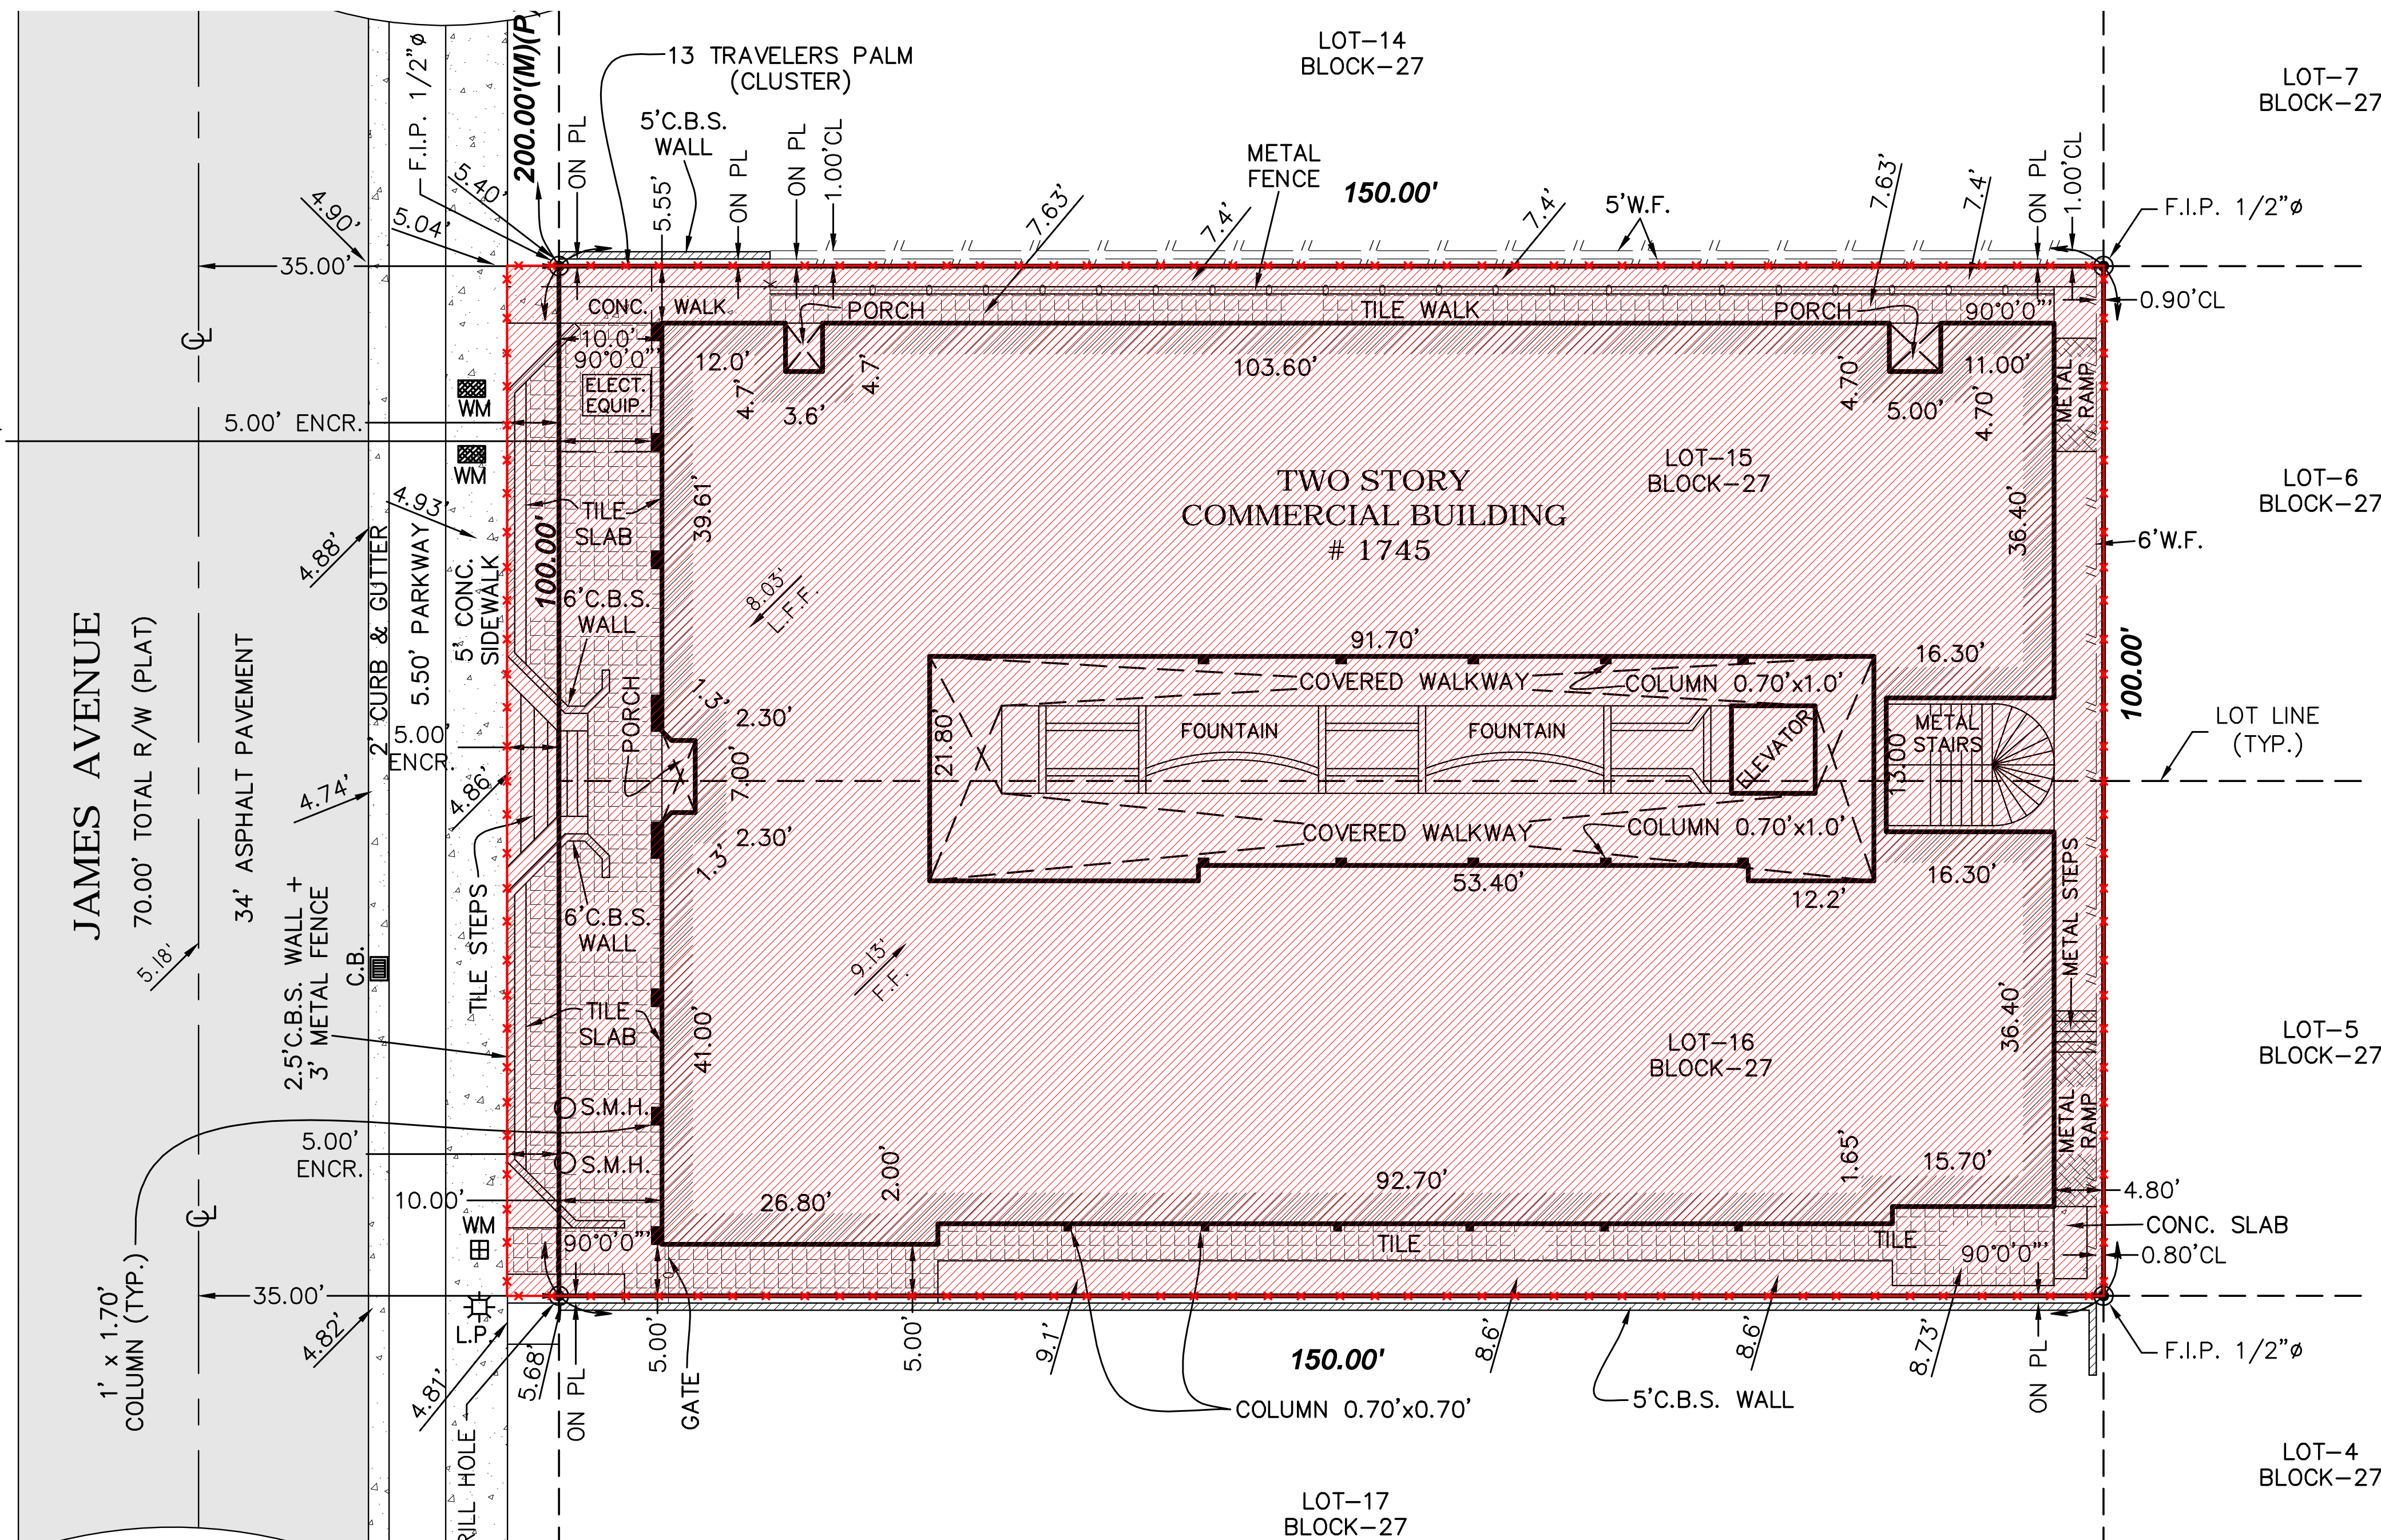 LOT-14
BLOCK-27
LOT-7
BLOCK-27
13 TRAVELERS PALM
(CLUSTER)
5'C.B.S.
WALL
METAL
FENCE
150.00'
5'W.F.
F.I.P. 1/2"ø
200.00'(M)(P)
F.I.P. 1/2"ø
5.40'
4.90'
5.04'
ON PL
5.55'
ON PL
ON PL
1.00'CL
7.63'
7.4'
7.4'
7.63'
7.4'
ON PL
1.00'CL
35.00'
0.90'CL
CONC. WALK
PORCH
TILE WALK
PORCH
90°0'0"
10.0'
90°0'0"
12.0'
4.7'
4.7'
3.6'
103.60'
4.70'
5.00'
4.70'
11.00'
METAL
RAMP
ELECT.
EQUIP.
WM
5.00' ENCR.
WM
LOT-15
BLOCK-27
TWO STORY
COMMERCIAL BUILDING
# 1745
LOT-6
BLOCK-27
4.93'
4.88'
TILE
SLAB
39.61'
36.40'
6'W.F.
100.00'
6'C.B.S.
WALL
8.03'
L.F.F.
JAMES AVENUE
70.00' TOTAL R/W (PLAT)
34' ASPHALT PAVEMENT
2' CURB & GUTTER
5.50' PARKWAY
5' CONC.
SIDEWALK
91.70'
16.30'
100.00'
COVERED WALKWAY
COLUMN 0.70'x1.0'
PORCH
1.3'
2.30'
7.00'
2.30'
1.3'
21.80'
FOUNTAIN
FOUNTAIN
ELEVATOR
13.00'
METAL
STAIRS
LOT LINE
(TYP.)
5.00'
ENCR.
4.74'
4.86'
COVERED WALKWAY
COLUMN 0.70'x1.0'
53.40'
12.2'
16.30'
METAL STEPS
TILE STEPS
6'C.B.S.
WALL
2.5'C.B.S. WALL +
3' METAL FENCE
C.B.
5.18'
9.13'
F.F.
TILE
SLAB
41.00'
36.40'
LOT-16
BLOCK-27
LOT-5
BLOCK-27
S.M.H.
S.M.H.
5.00'
ENCR.
METAL
RAMP
10.00'
26.80'
2.00'
92.70'
1.65'
15.70'
4.80'
WM
90°0'0"
TILE
TILE
90°0'0"
CONC. SLAB
0.80'CL
35.00'
1' x 1.70'
COLUMN (TYP.)
L.P.
4.82'
4.81'
5.68'
ON PL
5.00'
GATE
5.00'
9.1'
150.00'
8.6'
8.6'
8.73'
ON PL
F.I.P. 1/2"ø
COLUMN 0.70'x0.70'
5'C.B.S. WALL
RILL HOLE
LOT-17
BLOCK-27
LOT-4
BLOCK-27